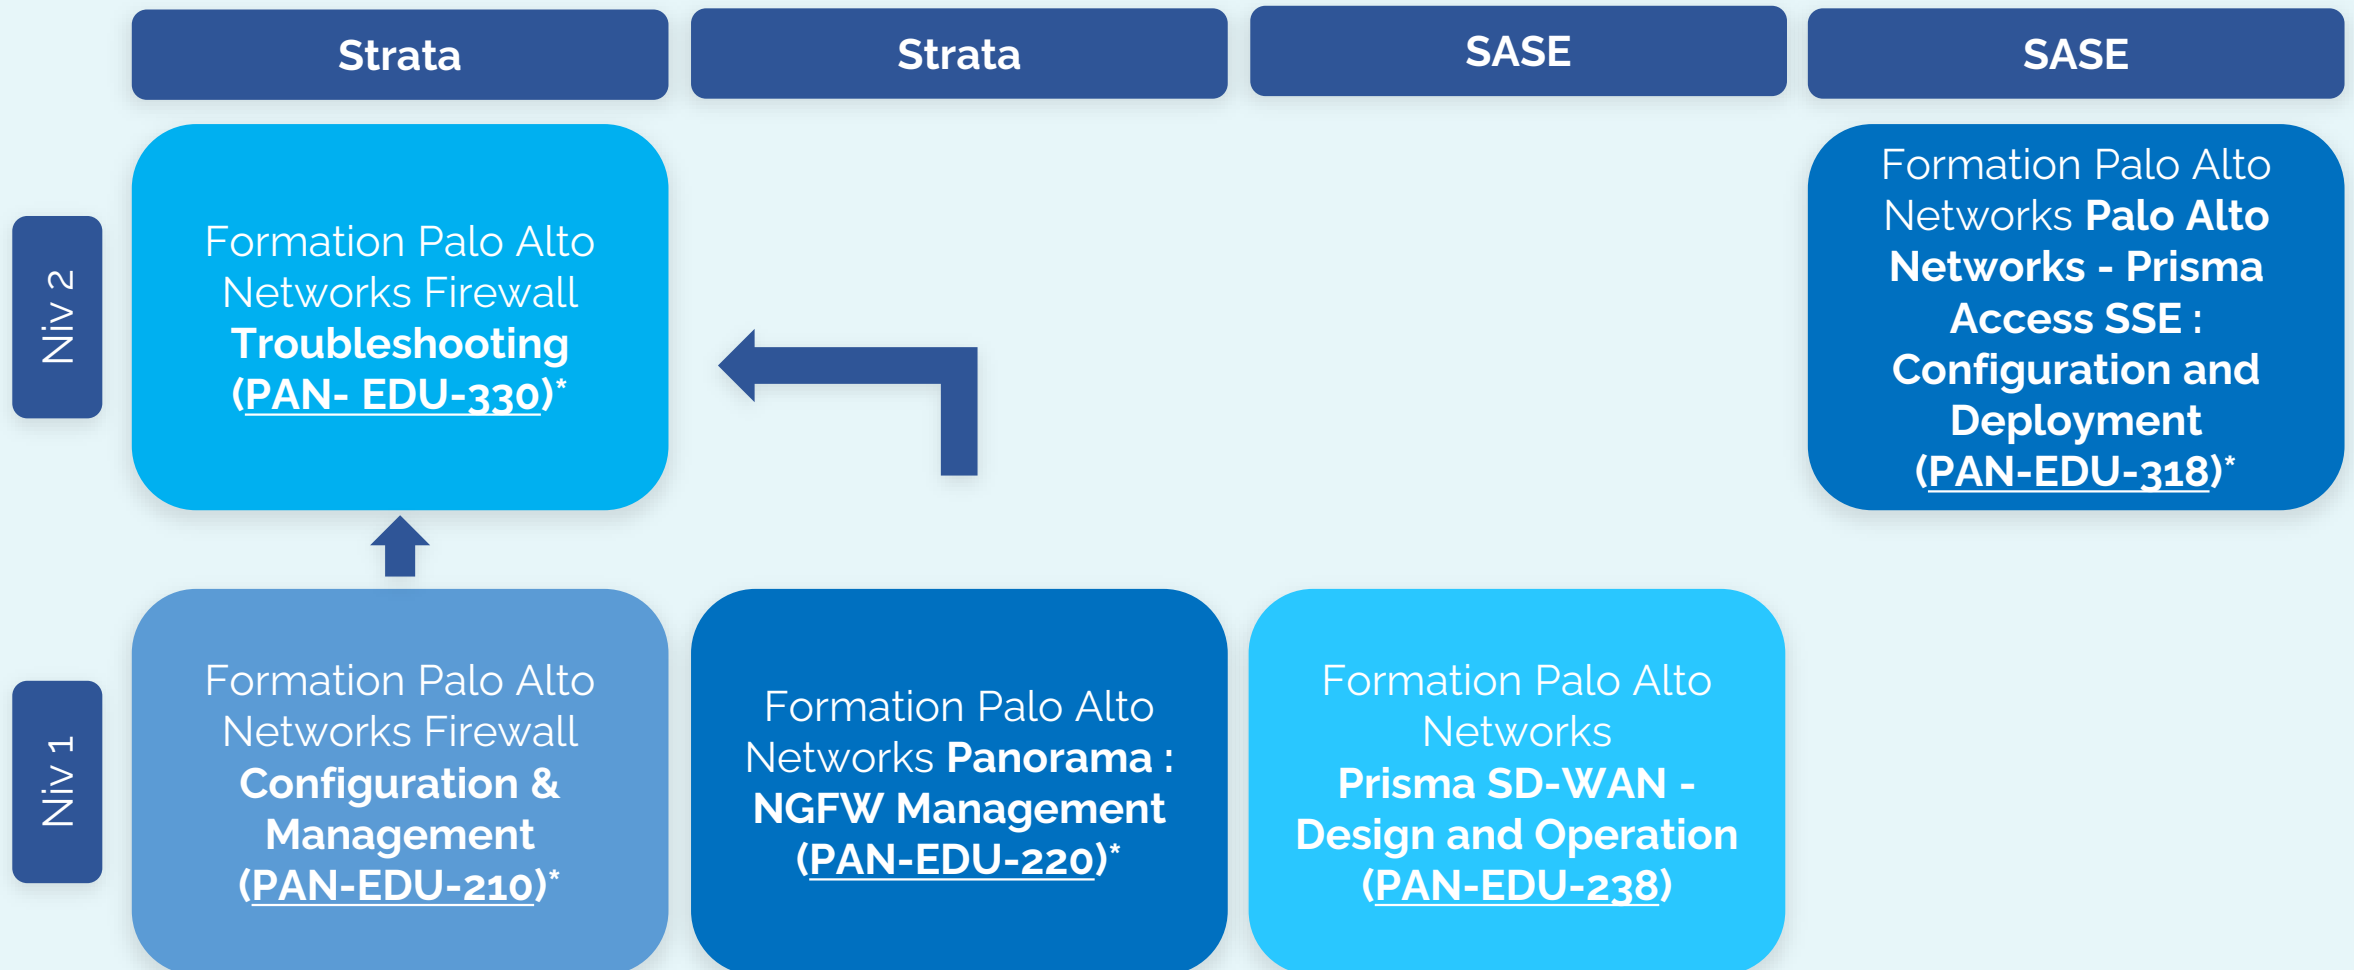 Strata
Strata
SASE
SASE
Niv 2
Formation Palo Alto
Networks Firewall
Troubleshooting
(PAN- EDU-330)*
Formation Palo Alto
Networks Palo Alto
Networks - Prisma
Access SSE :
Configuration and
Deployment
(PAN-EDU-318)*
Niv 1
Formation Palo Alto
Networks Firewall
Configuration &
Management
(PAN-EDU-210)*
Formation Palo Alto
Networks Panorama :
NGFW Management
(PAN-EDU-220)*
Formation Palo Alto
Networks
Prisma SD-WAN -
Design and Operation
(PAN-EDU-238)